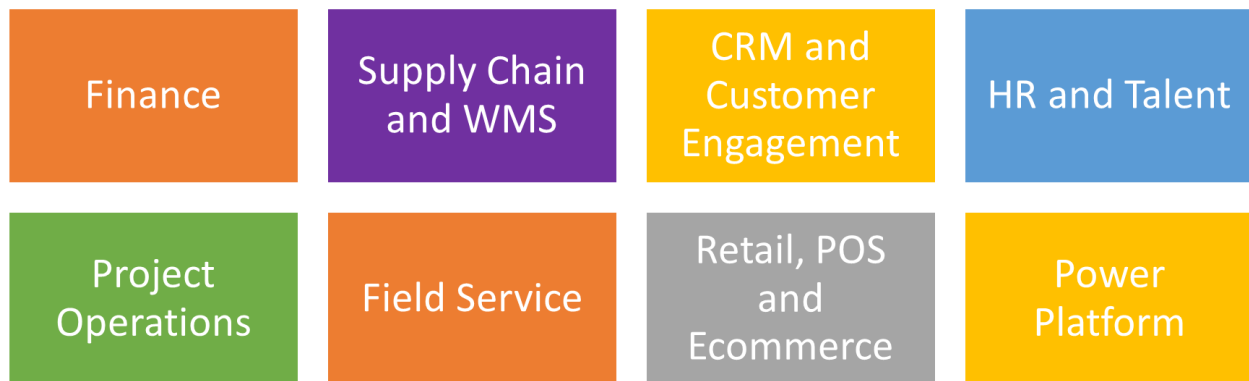 Finance
Supply Chain
and WMS
CRM and
Customer
Engagement
HR and Talent
Project
Operations
Field Service
Retail, POS
and
Ecommerce
Power
Platform